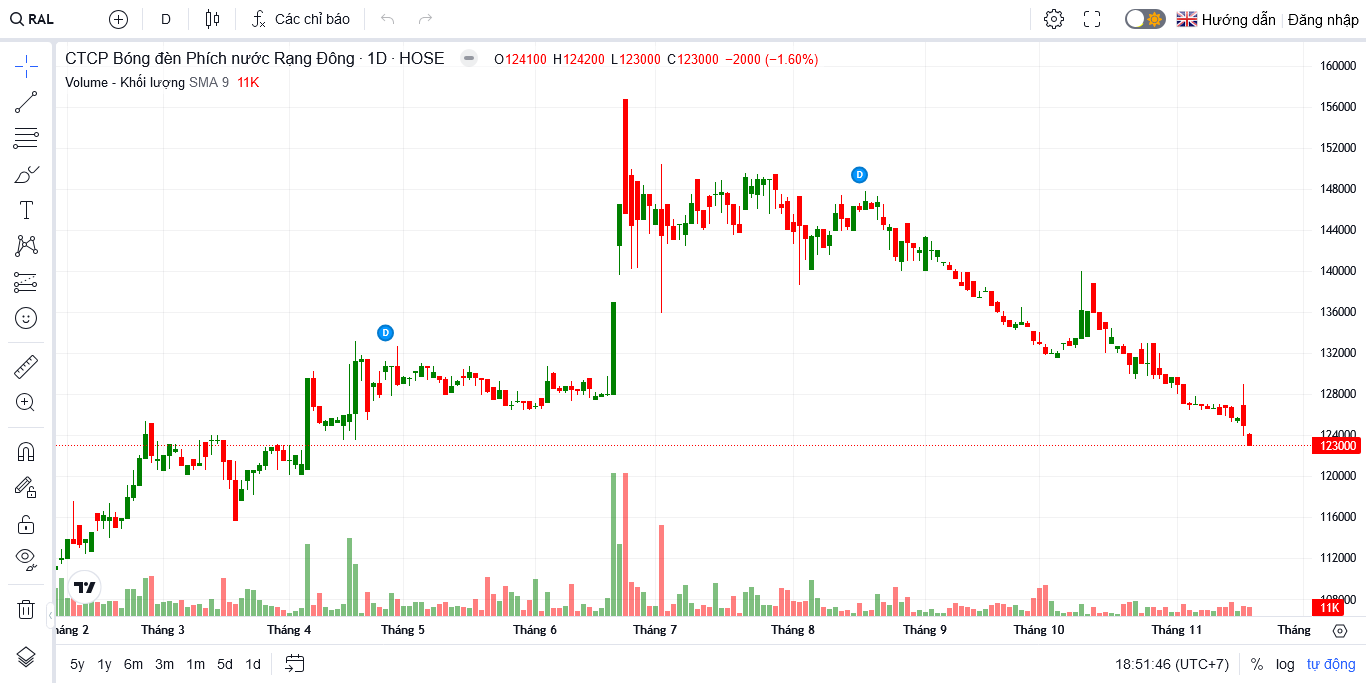 RAL D Các chỉ báo Hướng dẫn Đăng nhập
CTCP Bóng đèn Phích nước Rạng Đông · 1D · HOSE O124100 H124200 L123000 C123000 −2000 (−1.60%)
Volume - Khối lượng SMA 9 11K
160000
156000
152000
148000
144000
140000
136000
132000
128000
124000
123000
120000
116000
112000
108000
11K
D
D
háng 2 Tháng 3 Tháng 4 Tháng 5 Tháng 6 Tháng 7 Tháng 8 Tháng 9 Tháng 10 Tháng 11 Tháng
5y 1y 6m 3m 1m 5d 1d 18:51:46 (UTC+7) % log tự động